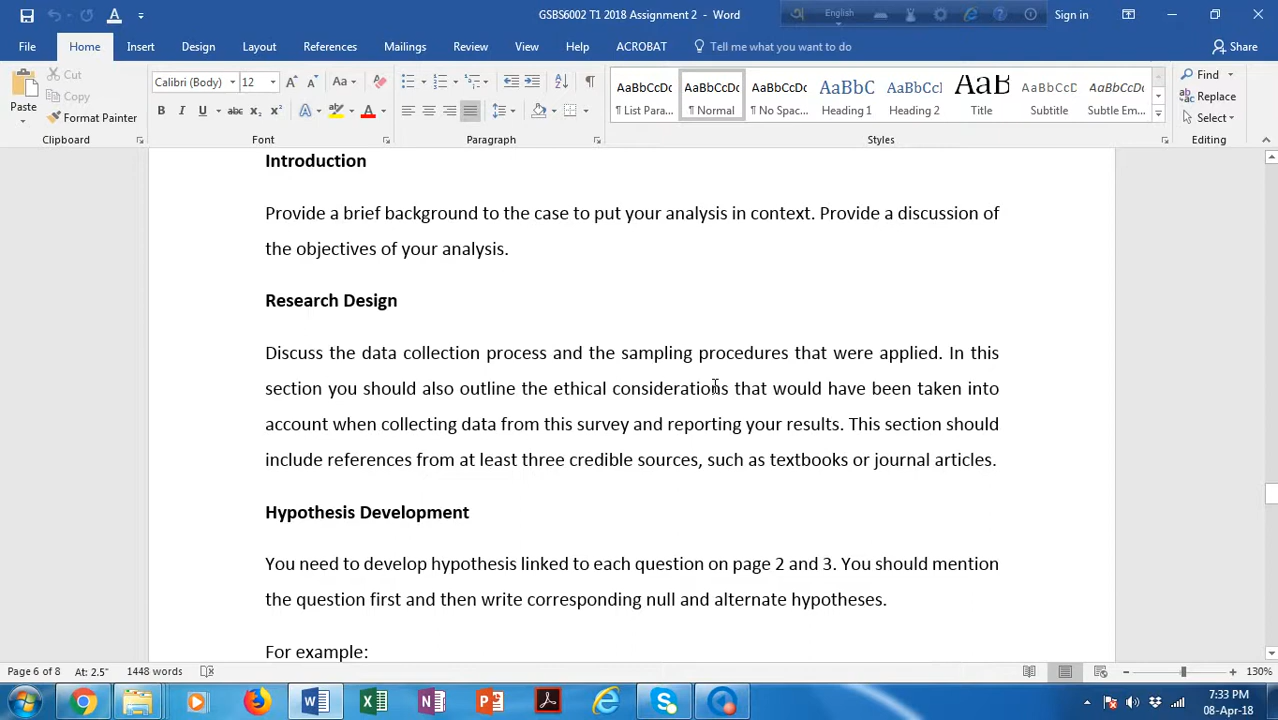 GSBS6002 T1 2018 Assignment 2 - Word
English
Sign in
File Home Insert Design Layout References Mailings Review View Help ACROBAT Tell me what you want to do Share
Paste
Cut
Copy
Format Painter
Clipboard
Calibri (Body) 12
Font
Paragraph
AaBbCcDc AaBbCcDc AaBbCcDc AaBbC AaBbCc AaB AaBbCcD AaBbCcDc
¶ List Para... ¶ Normal ¶ No Spac... Heading 1 Heading 2 Title Subtitle Subtle Em...
Styles
Find
Replace
Select
Editing
Introduction
Provide a brief background to the case to put your analysis in context. Provide a discussion of
the objectives of your analysis.
Research Design
Discuss the data collection process and the sampling procedures that were applied. In this
section you should also outline the ethical considerations that would have been taken into
account when collecting data from this survey and reporting your results. This section should
include references from at least three credible sources, such as textbooks or journal articles.
Hypothesis Development
You need to develop hypothesis linked to each question on page 2 and 3. You should mention
the question first and then write corresponding null and alternate hypotheses.
For example:
Page 6 of 8 At: 2.5" 1448 words 130%
7:33 PM
08-Apr-18